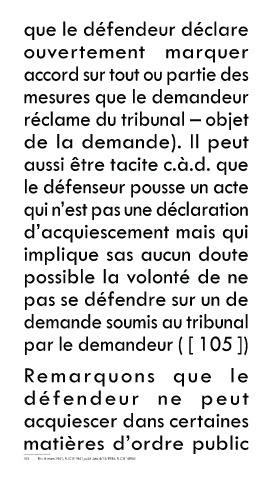 que le défendeur déclare
ouvertement marquer
accord sur tout ou partie des
mesures que le demandeur
réclame du tribunal – objet
de la demande). Il peut
aussi être tacite c.à.d. que
le défenseur pousse un acte
qui n'est pas une déclaration
d'acquiescement mais qui
implique sas aucun doute
possible la volonté de ne
pas se défendre sur un de
demande soumis au tribunal
par le demandeur ( [ 105 ])
Remarquons que le
défendeur ne peut
acquiescer dans certaines
matières d'ordre public